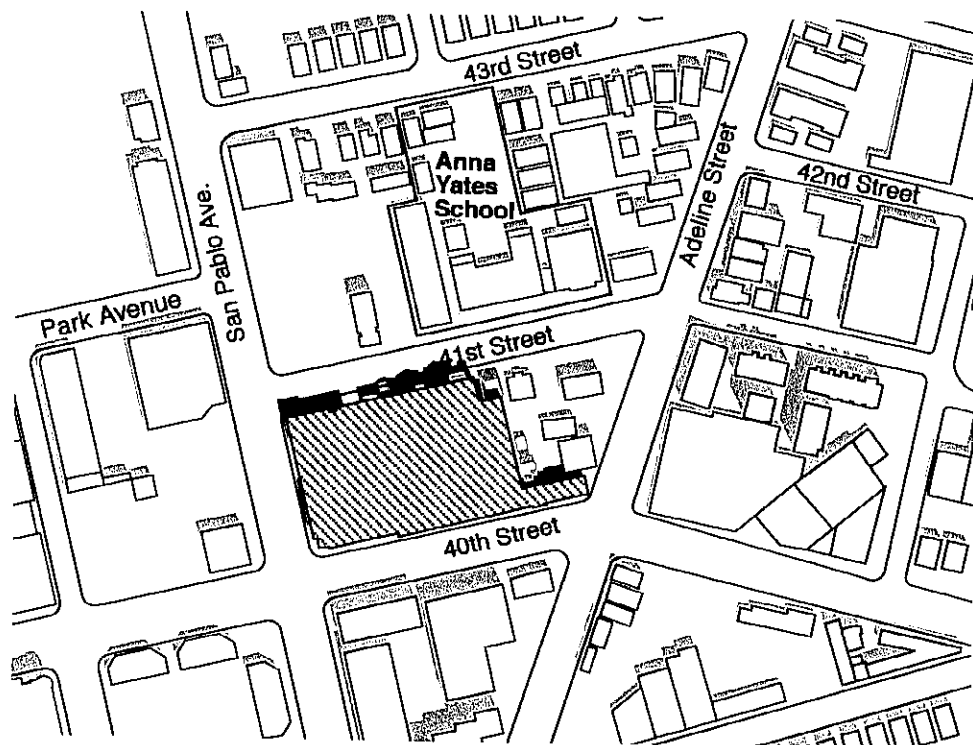 43rd Street
Anna
Yates
School
42nd Street
Adeline Street
San Pablo Ave.
Park Avenue
41st Street
40th Street